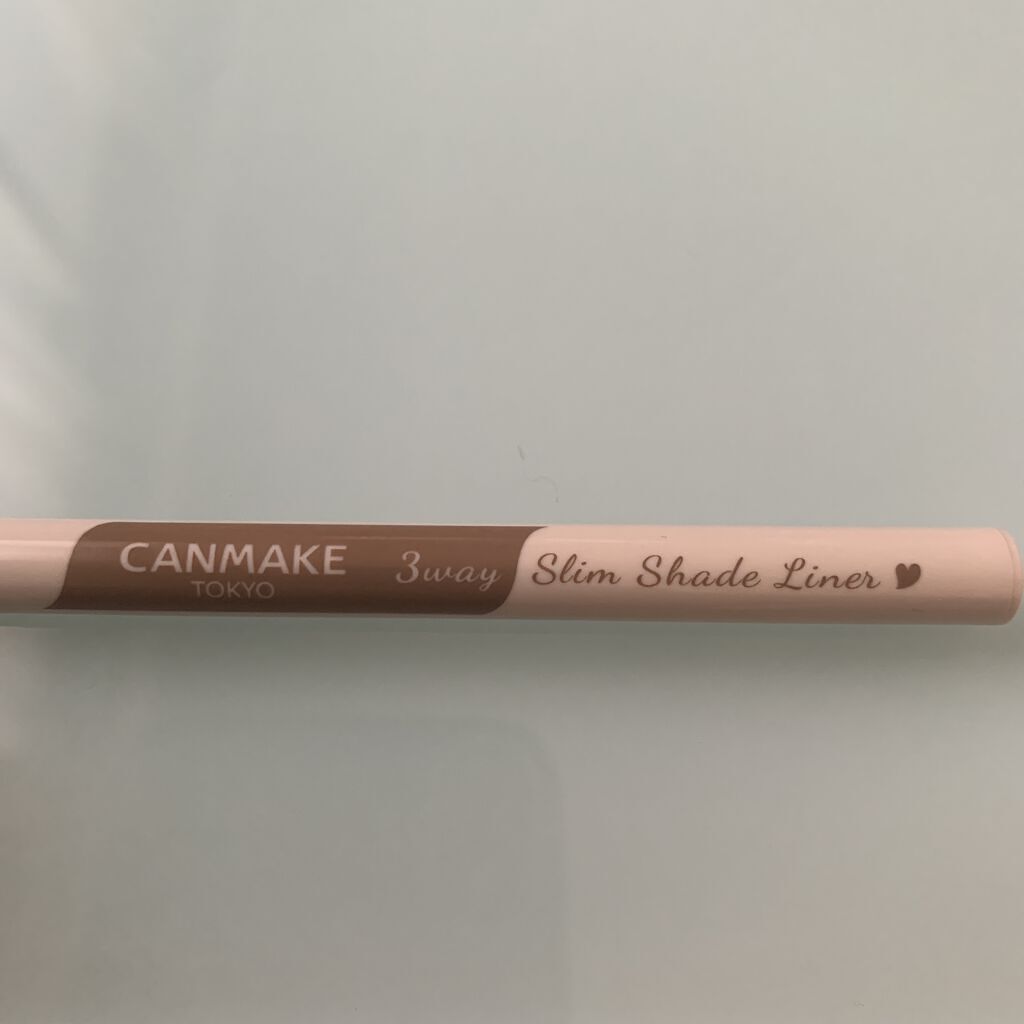 CANMAKE 3way Slim Shade Liner ♥
TOKYO